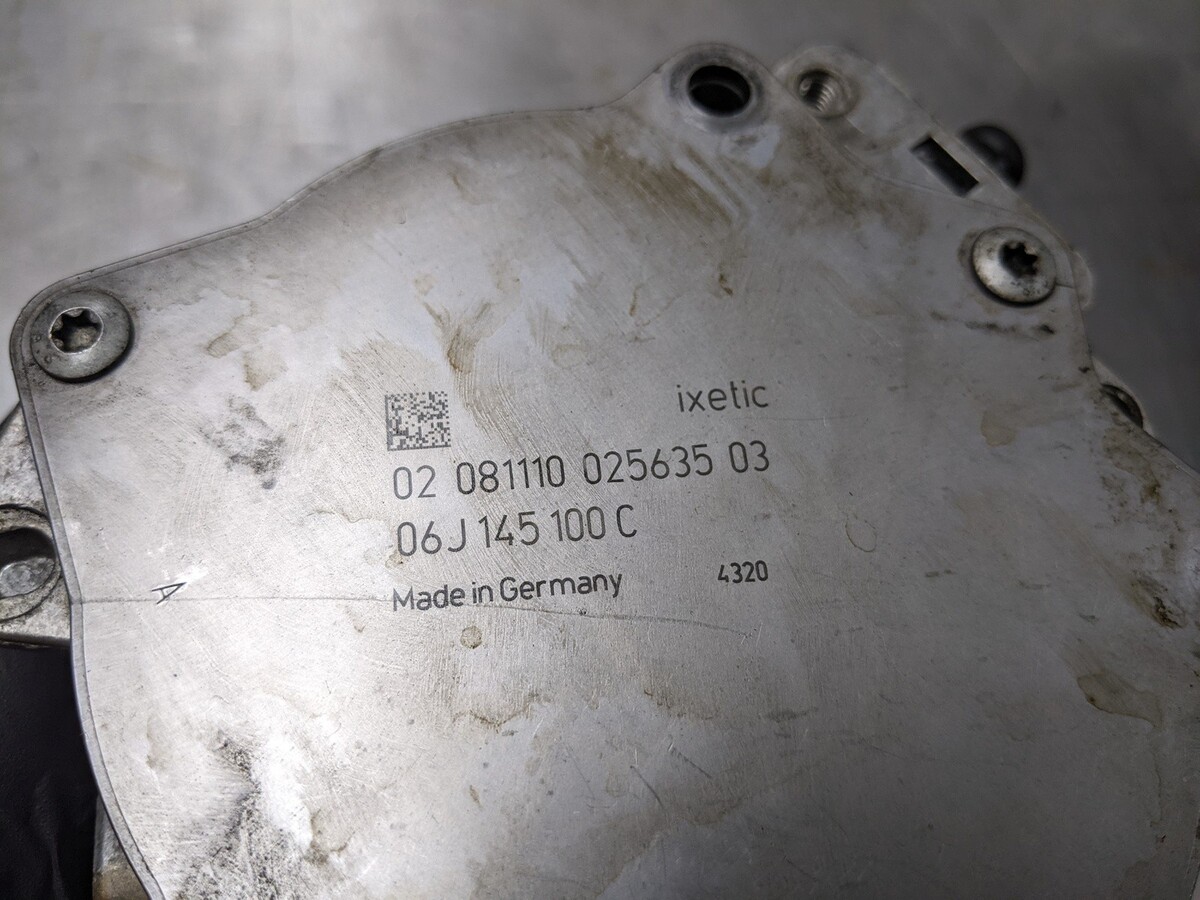 ixetic
02 081110 025635 03
06J 145 100 C
Made in Germany 4320
A